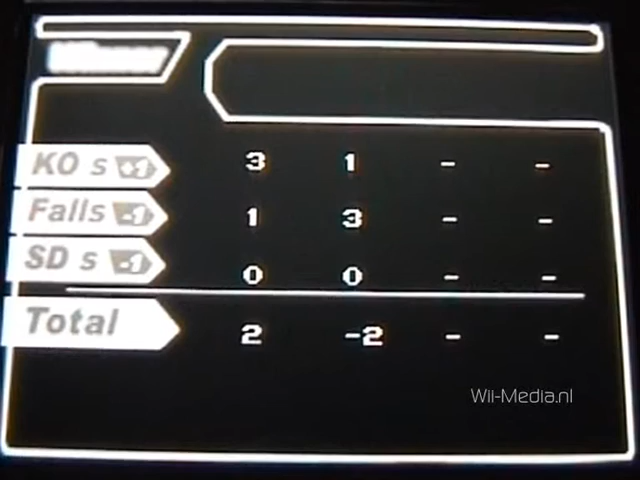 KO s +1 3 1 - -
Falls -1 1 3 - -
SD s -1 0 0 - -
Total 2 -2 - -
Wii-Media.nl